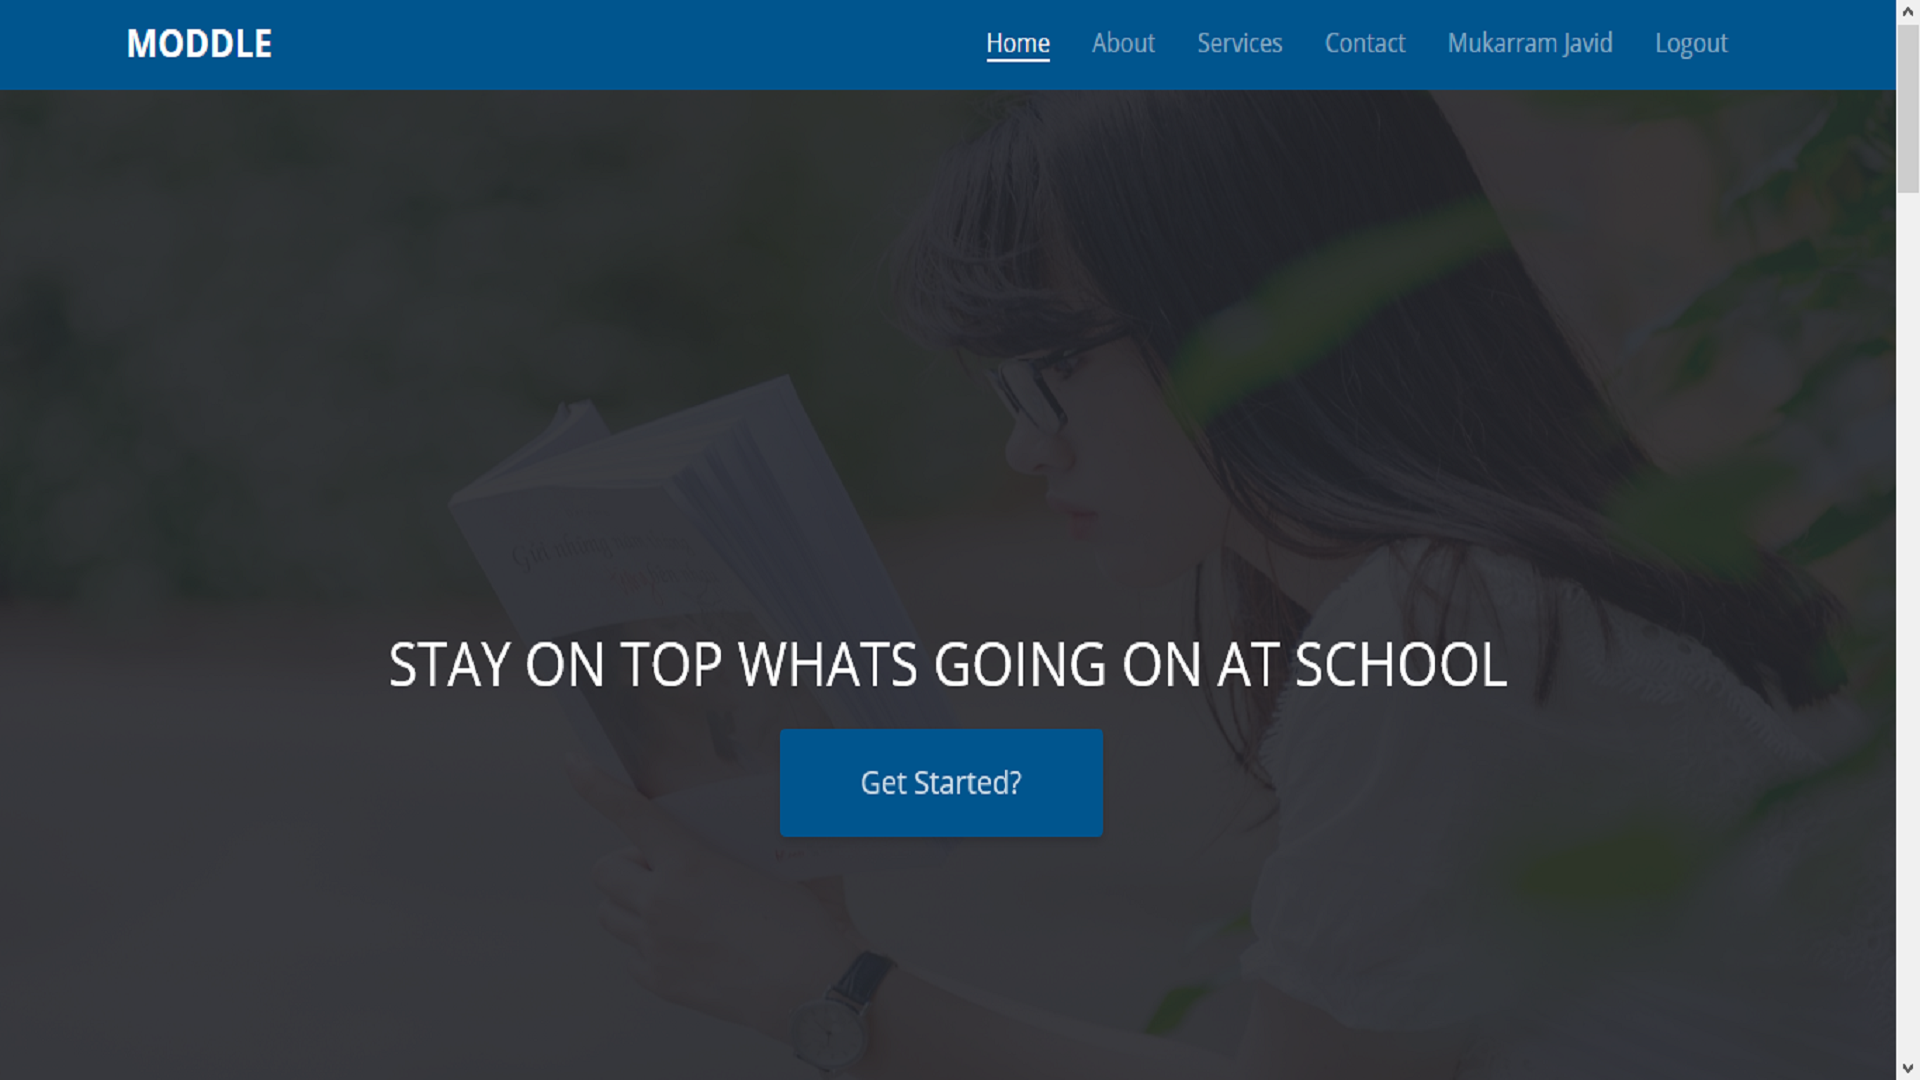 MODDLE
Home About Services Contact Mukarram Javid Logout
STAY ON TOP WHATS GOING ON AT SCHOOL
Get Started?